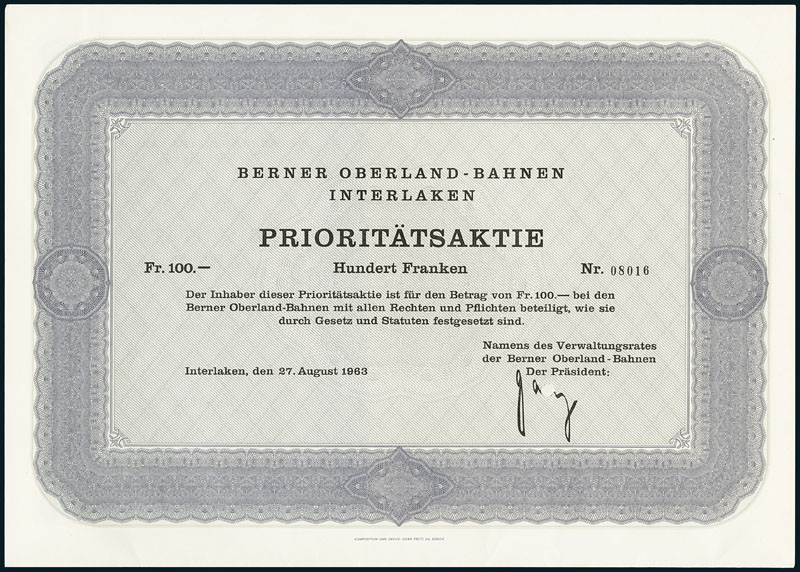 BERNER OBERLAND-BAHNEN
INTERLAKEN
PRIORITÄTSAKTIE
Fr. 100.— Hundert Franken Nr. 08016
Der Inhaber dieser Prioritätsaktie ist für den Betrag von Fr. 100.— bei den
Berner Oberland-Bahnen mit allen Rechten und Pflichten beteiligt, wie sie
durch Gesetz und Statuten festgesetzt sind.
Namens des Verwaltungsrates
der Berner Oberland-Bahnen
Interlaken, den 27. August 1963 Der Präsident: